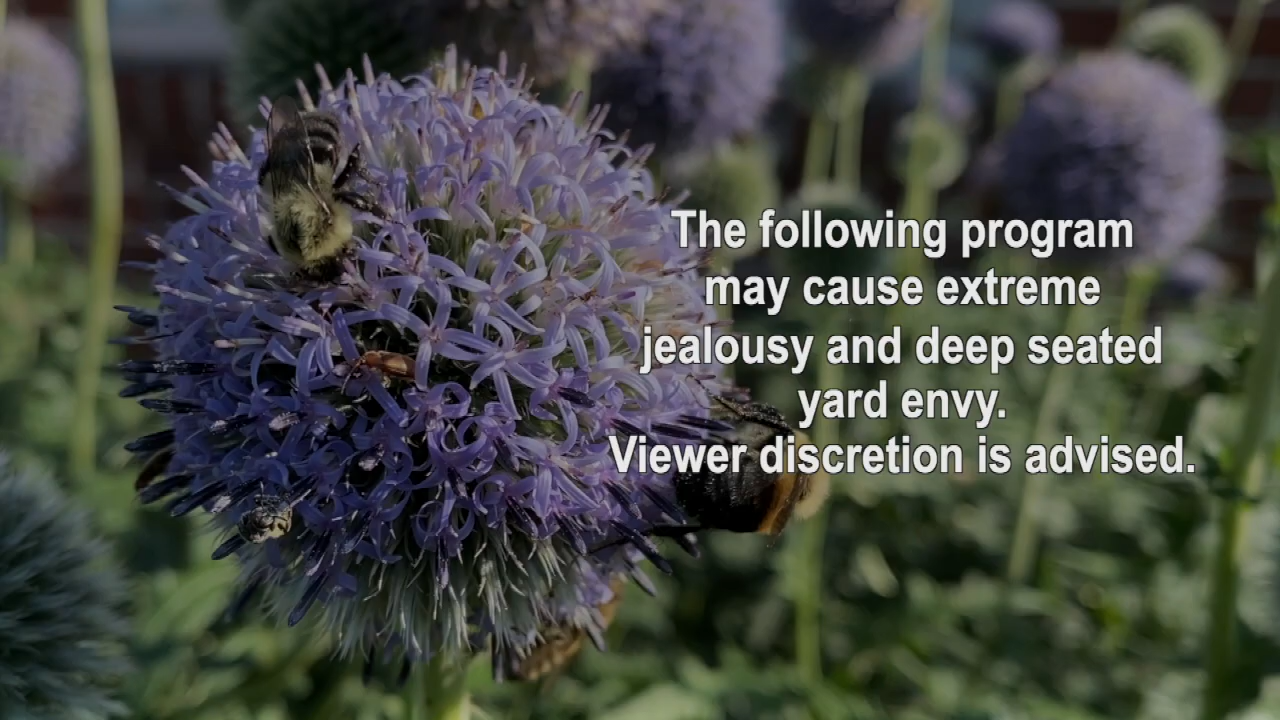 The following program
may cause extreme
jealousy and deep seated
yard envy.
Viewer discretion is advised.